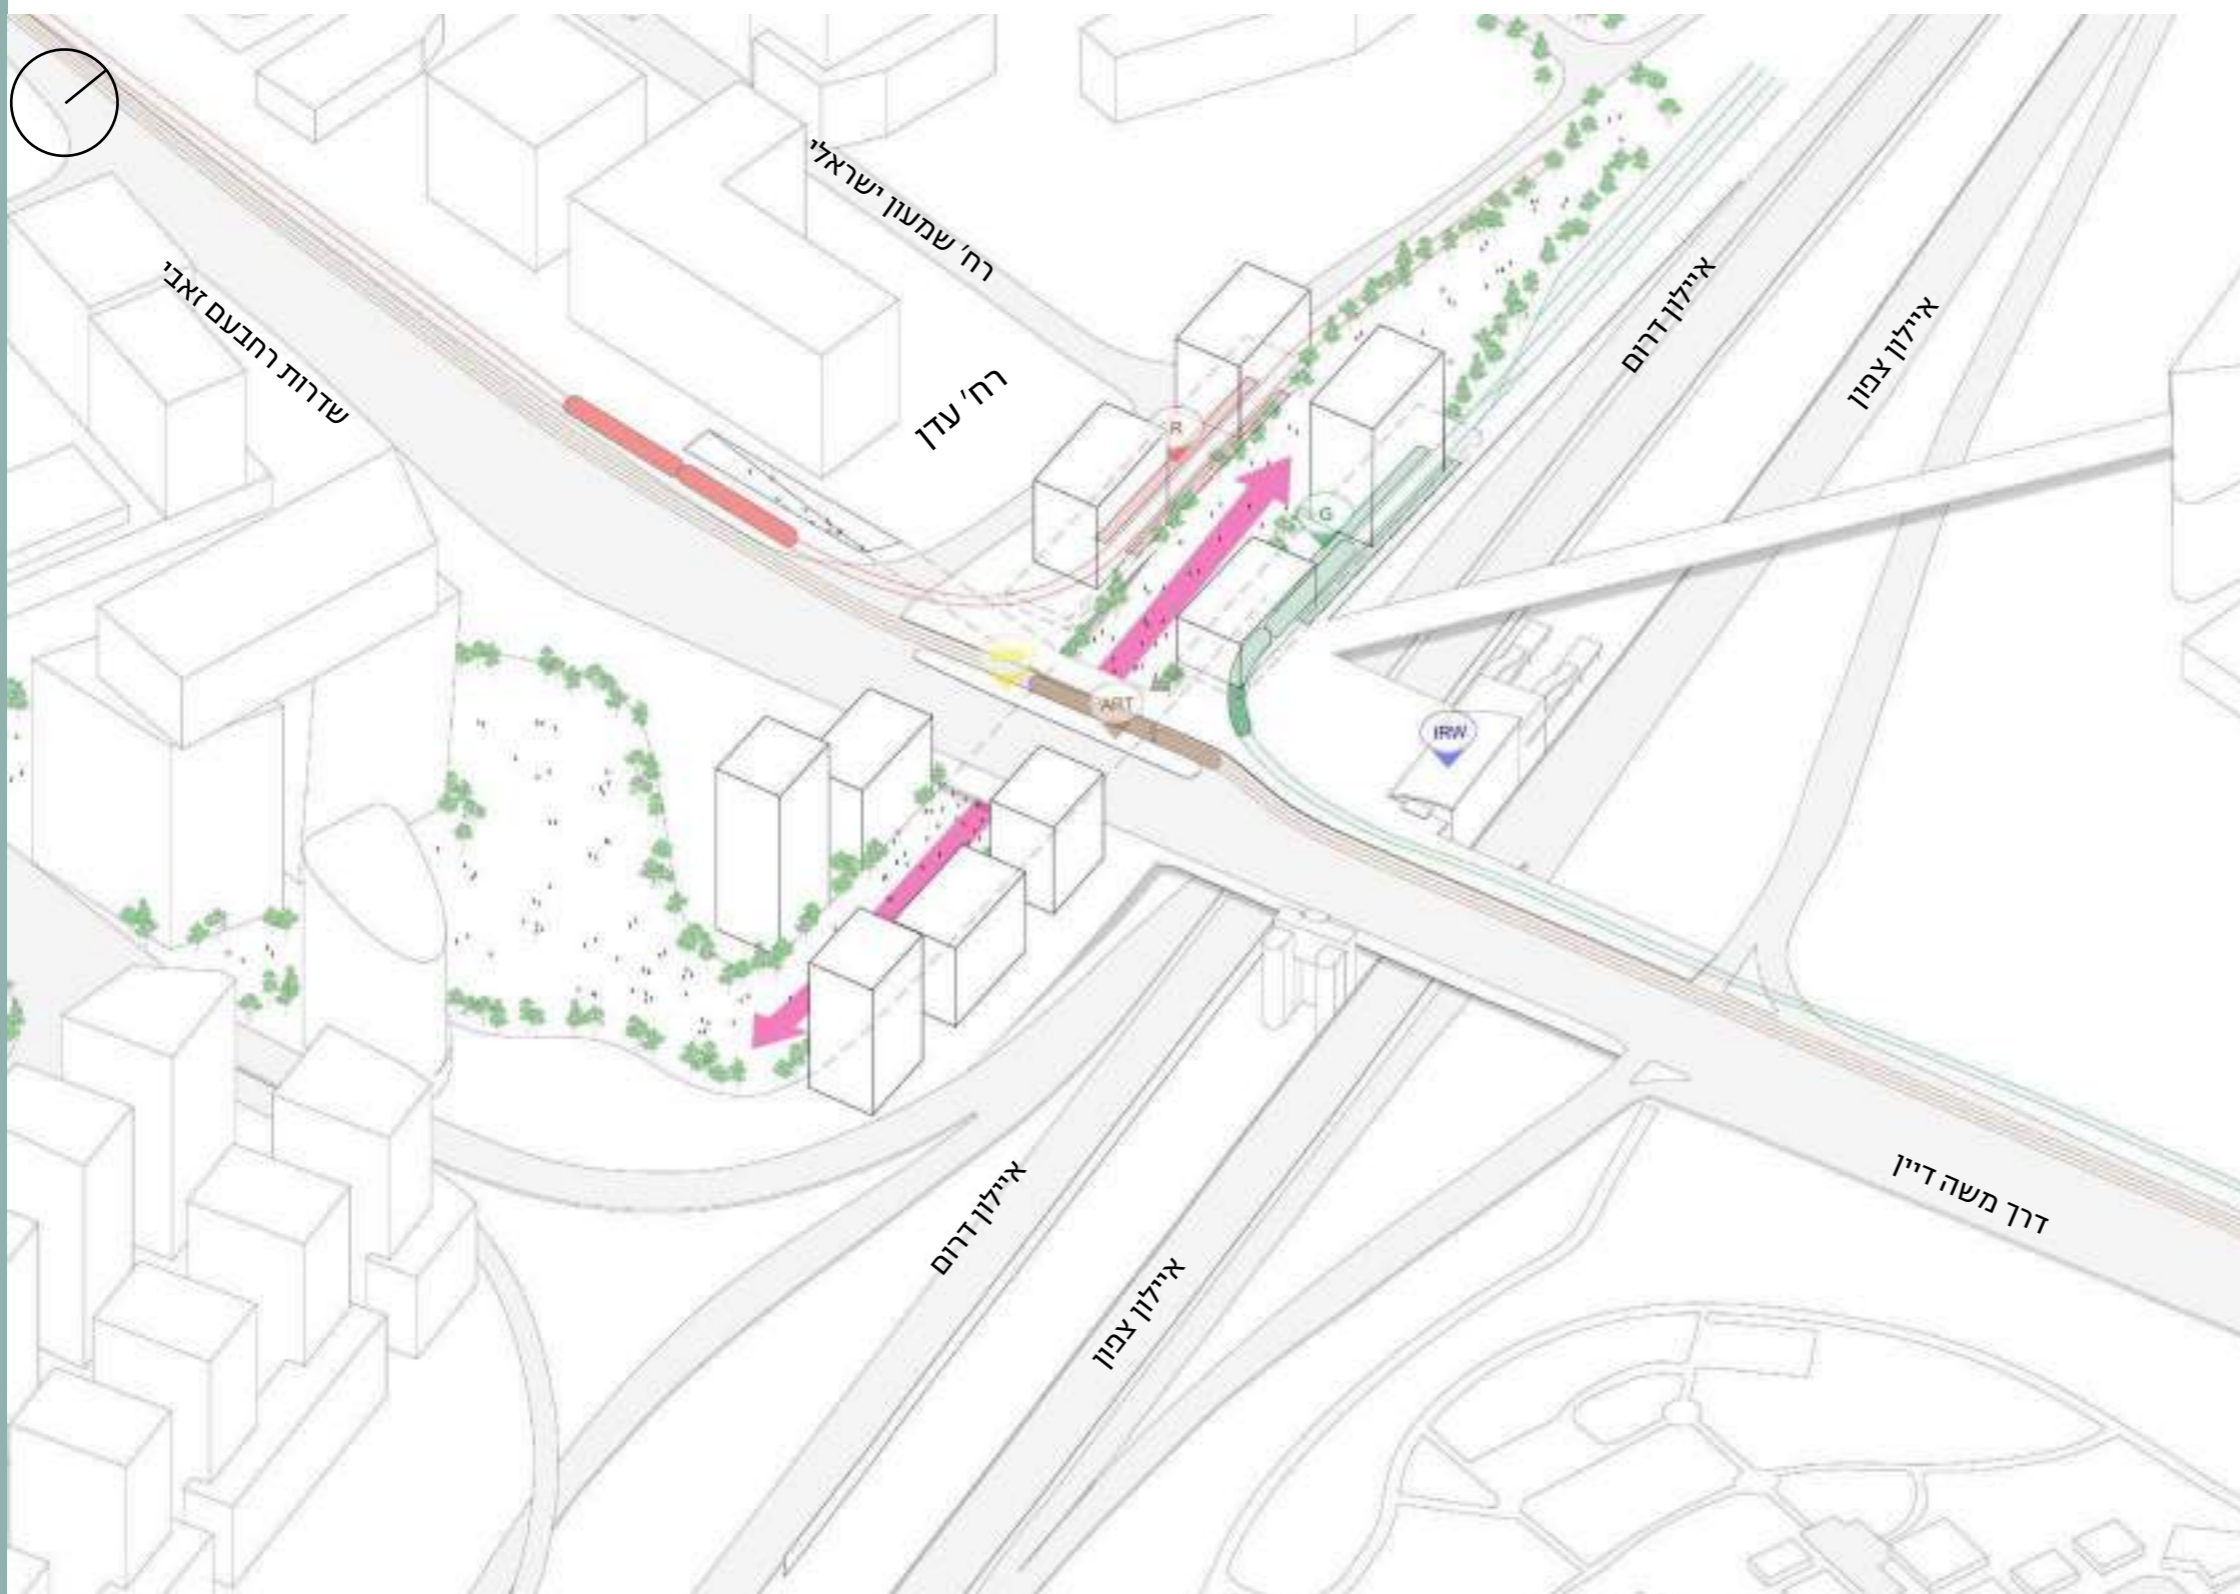 רח' שמעון ישראלי
שדרות רחבעם זאבי
רח' עדן
איילון דרום
איילון צפון
R
G
ART
IRW
דרך משה דיין
איילון דרום
איילון צפון